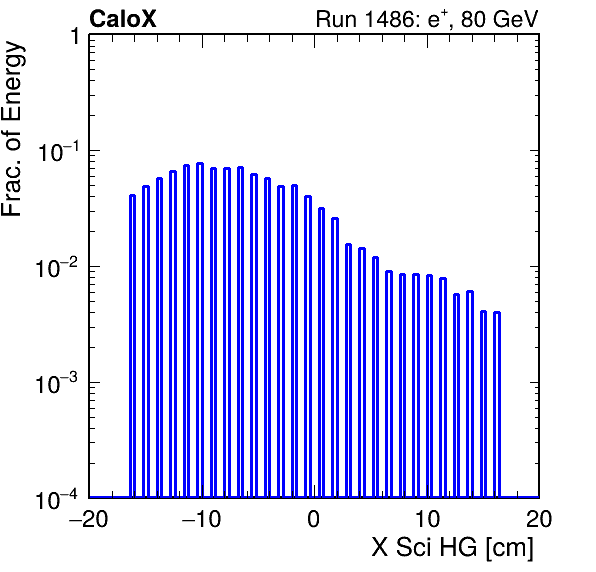 CaloX Run 1486: e⁺, 80 GeV
Frac. of Energy
1
10⁻¹
10⁻²
10⁻³
10⁻⁴
−20 −10 0 10 20
X Sci HG [cm]